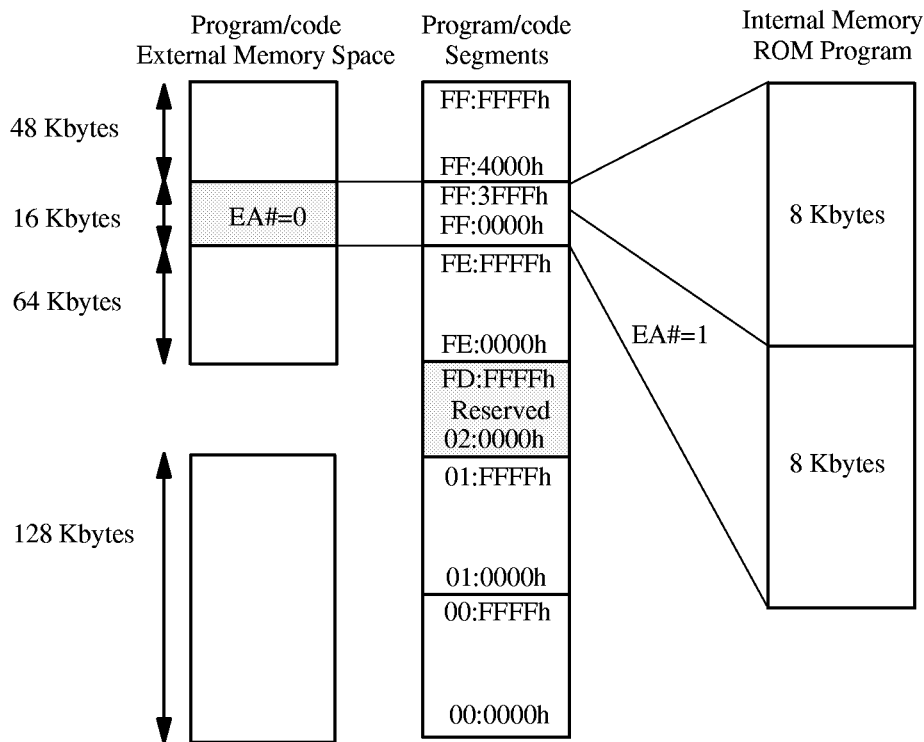 Program/code
External Memory Space
Program/code
Segments
Internal Memory
ROM Program
48 Kbytes
16 Kbytes
64 Kbytes
128 Kbytes
EA#=0
FF:FFFFh
FF:4000h
FF:3FFFh
FF:0000h
FE:FFFFh
FE:0000h
FD:FFFFh
Reserved
02:0000h
01:FFFFh
01:0000h
00:FFFFh
00:0000h
EA#=1
8 Kbytes
8 Kbytes